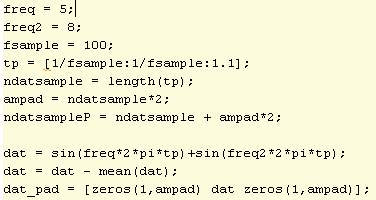 freq = 5;
freq2 = 8;
fsample = 100;
tp = [1/fsample:1/fsample:1.1];
ndatsample = length(tp);
ampad = ndatsample*2;
ndatsampleP = ndatsample + ampad*2;
dat = sin(freq*2*pi*tp)+sin(freq2*2*pi*tp);
dat = dat - mean(dat);
dat_pad = [zeros(1,ampad) dat zeros(1,ampad)];